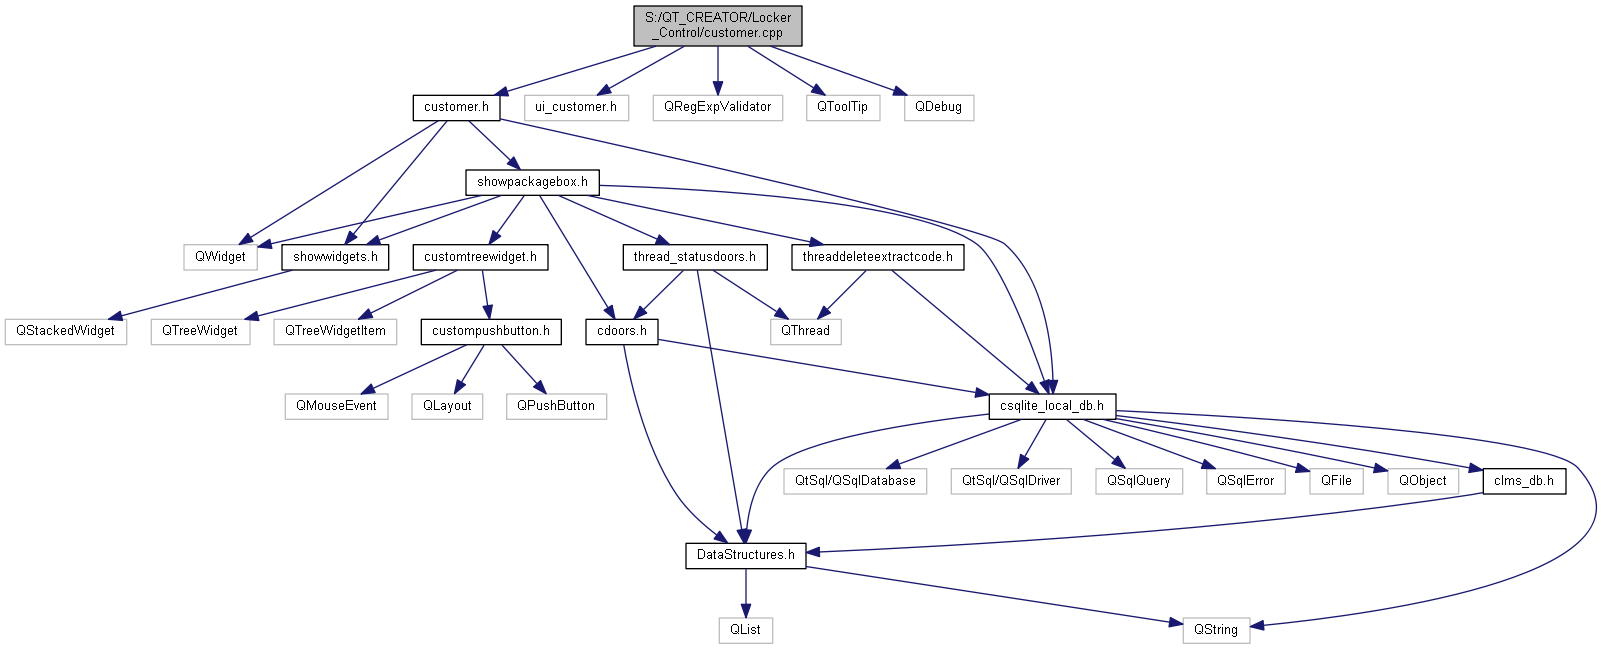 S:/QT_CREATOR/Locker
_Control/customer.cpp
customer.h
ui_customer.h
QRegExpValidator
QToolTip
QDebug
showpackagebox.h
QWidget
showwidgets.h
customtreewidget.h
thread_statusdoors.h
threaddeleteextractcode.h
QStackedWidget
QTreeWidget
QTreeWidgetItem
custompushbutton.h
cdoors.h
QThread
QMouseEvent
QLayout
QPushButton
csqlite_local_db.h
QtSql/QSqlDatabase
QtSql/QSqlDriver
QSqlQuery
QSqlError
QFile
QObject
clms_db.h
DataStructures.h
QList
QString